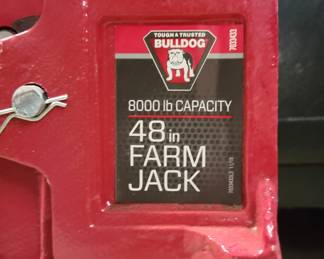 TOUGH & TRUSTED
BULLDOG
8000 lb CAPACITY
48 in
FARM
JACK